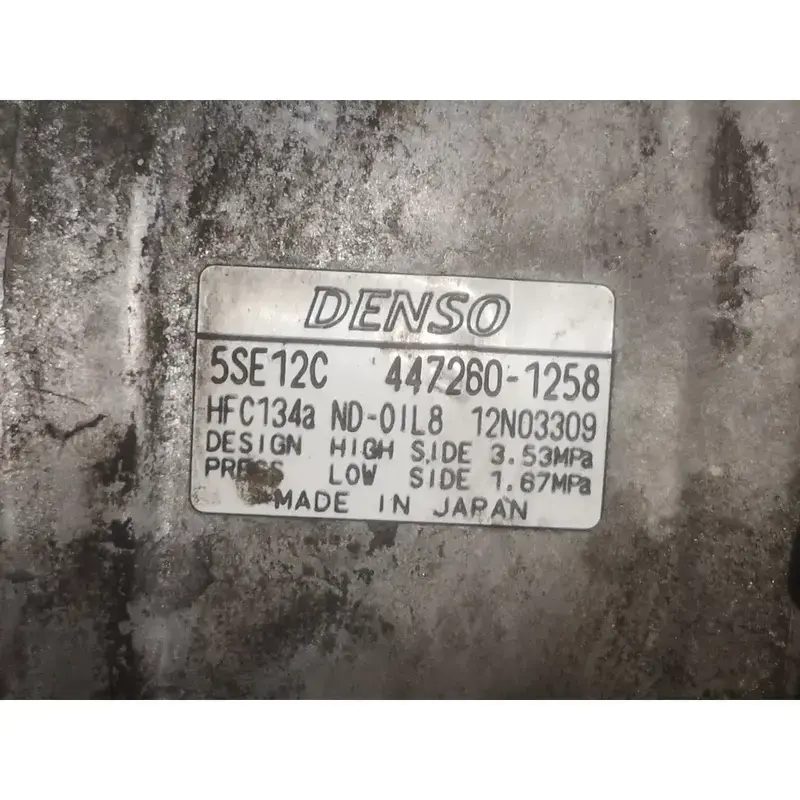 DENSO
5SE12C 447260-1258
HFC134a ND-OIL8 12N03309
DESIGN HIGH SIDE 3.53MPa
PRESS LOW SIDE 1.67MPa
MADE IN JAPAN